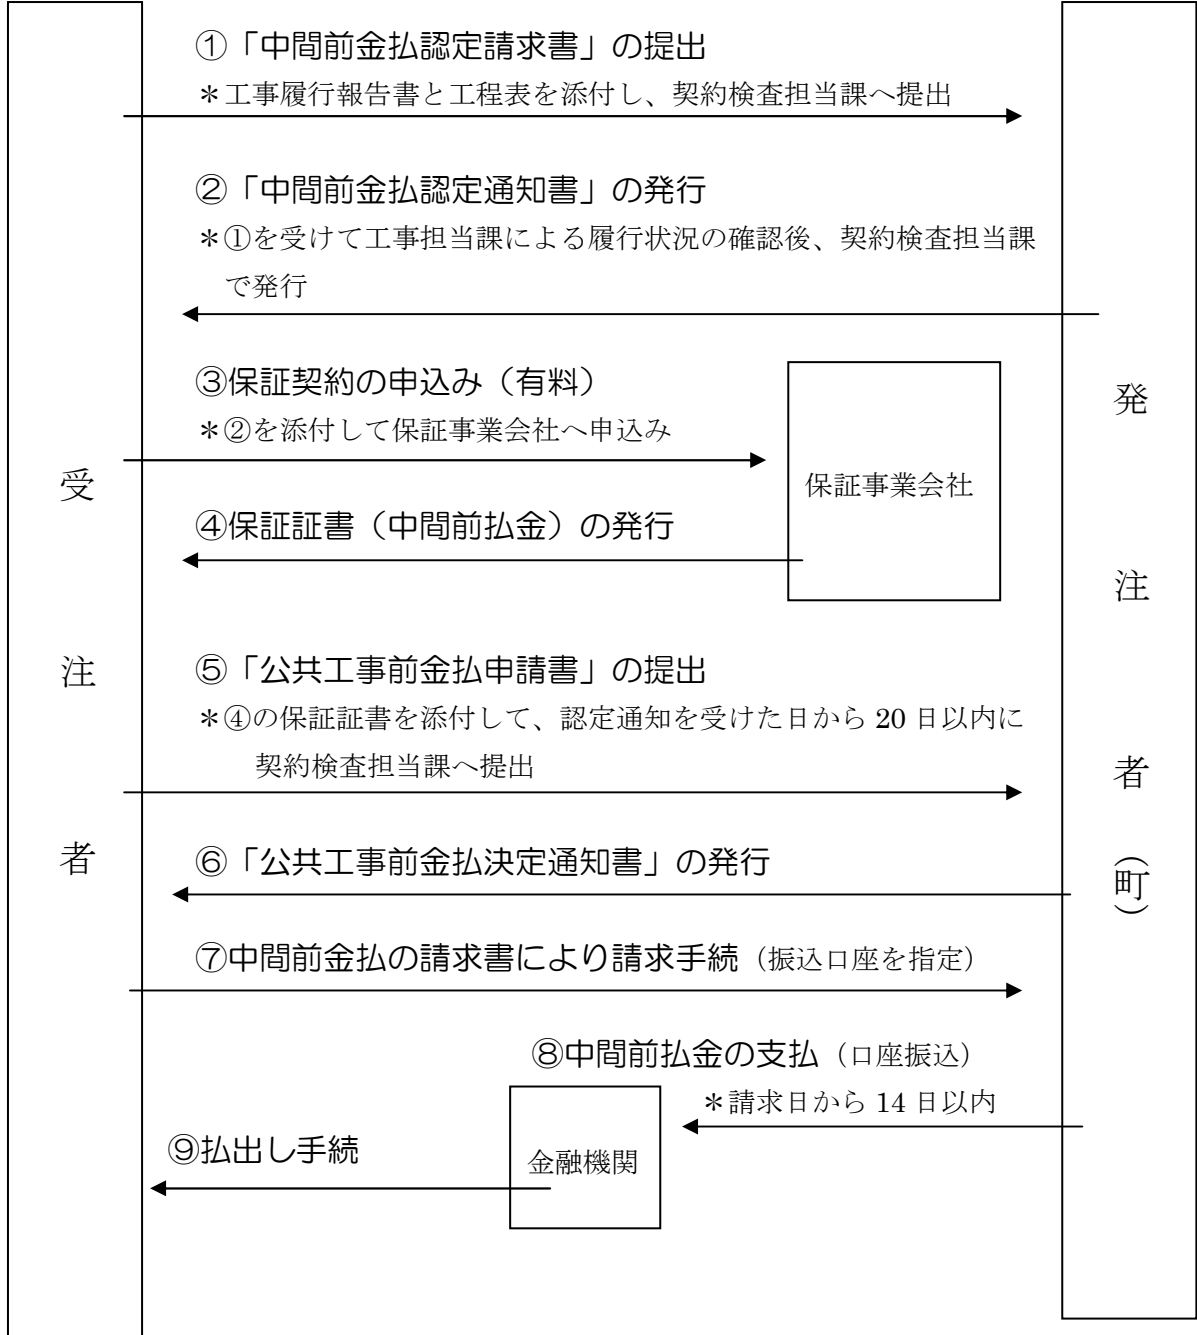 ①「中間前金払認定請求書」の提出
＊工事履行報告書と工程表を添付し、契約検査担当課へ提出
②「中間前金払認定通知書」の発行
＊①を受けて工事担当課による履行状況の確認後、契約検査担当課
で発行
③保証契約の申込み（有料）
＊②を添付して保証事業会社へ申込み
保証事業会社
④保証証書（中間前払金）の発行
⑤「公共工事前金払申請書」の提出
＊④の保証証書を添付して、認定通知を受けた日から 20 日以内に
契約検査担当課へ提出
⑥「公共工事前金払決定通知書」の発行
⑦中間前金払の請求書により請求手続（振込口座を指定）
⑧中間前払金の支払（口座振込）
＊請求日から 14 日以内
⑨払出し手続
金融機関
受注者
発注者（町）